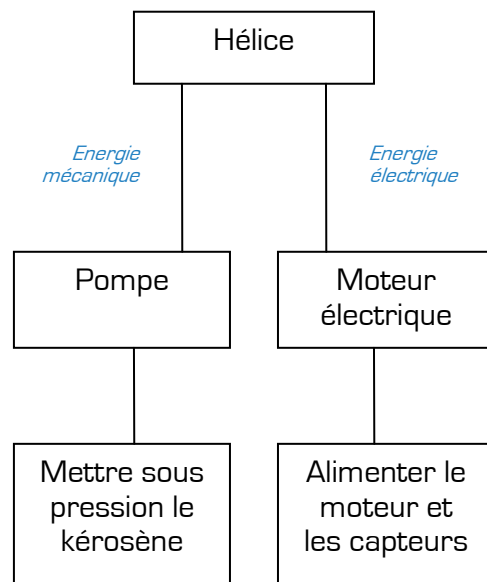 Hélice
Energie
mécanique
Energie
électrique
Pompe
Moteur
électrique
Mettre sous
pression le
kérosène
Alimenter le
moteur et
les capteurs